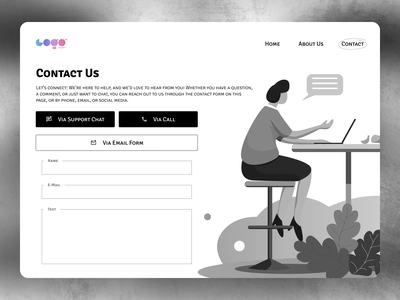 Logo
Home
About Us
Contact
Contact Us
Let's connect: We're here to help, and we'd love to hear from you! Whether you have a question,
a comment, or just want to chat, you can reach out to us through the contact form on this
page, or by phone, email, or social media.
Via Support Chat
Via Call
Via Email Form
Name
E-Mail
Text